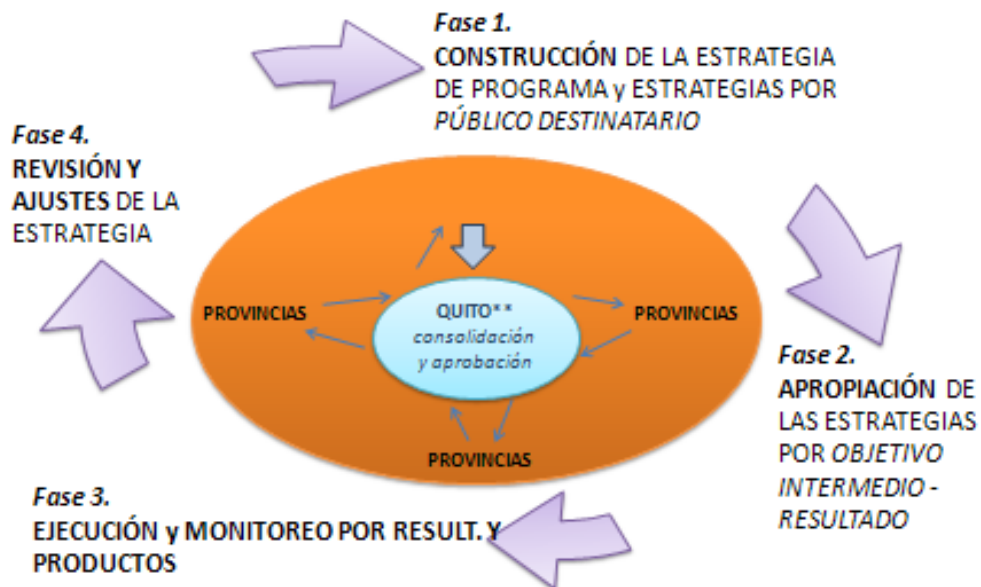 Fase 1.
CONSTRUCCIÓN DE LA ESTRATEGIA
DE PROGRAMA y ESTRATEGIAS POR
PÚBLICO DESTINATARIO
Fase 4.
REVISIÓN Y
AJUSTES DE LA
ESTRATEGIA
PROVINCIAS
QUITO**
consolidación
y aprobación
PROVINCIAS
PROVINCIAS
Fase 2.
APROPIACIÓN DE
LAS ESTRATEGIAS
POR OBJETIVO
INTERMEDIO -
RESULTADO
Fase 3.
EJECUCIÓN y MONITOREO POR RESULT. Y
PRODUCTOS